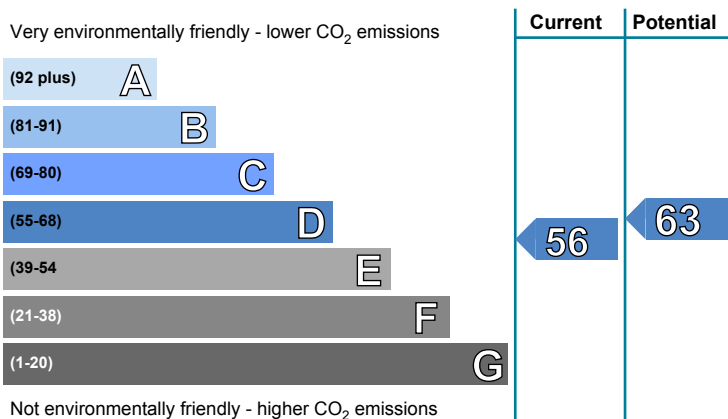 Current Potential
Very environmentally friendly - lower CO2 emissions
(92 plus) A
(81-91) B
(69-80) C
(55-68) D
56 63
(39-54 E
(21-38) F
(1-20) G
Not environmentally friendly - higher CO2 emissions